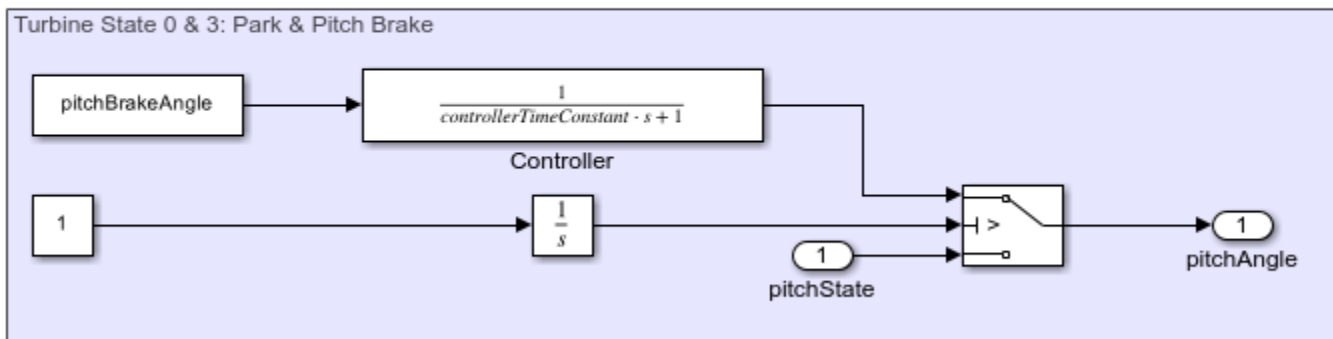 Turbine State 0 & 3: Park & Pitch Brake
pitchBrakeAngle
1
controllerTimeConstant · s + 1
Controller
1
1
s
>
1
pitchState
1
pitchAngle